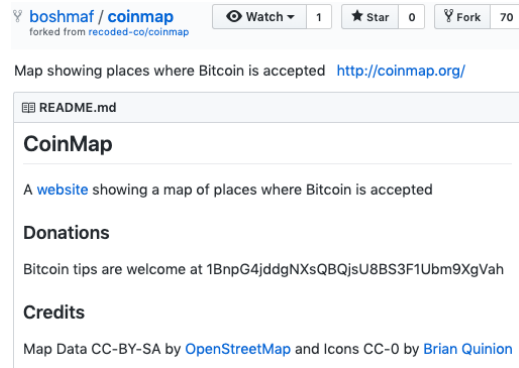 boshmaf / coinmap Watch 1 Star 0 Fork 70
forked from recoded-co/coinmap
Map showing places where Bitcoin is accepted http://coinmap.org/
README.md
CoinMap
A website showing a map of places where Bitcoin is accepted
Donations
Bitcoin tips are welcome at 1BnpG4jddgNXsQBQjsU8BS3F1Ubm9XgVah
Credits
Map Data CC-BY-SA by OpenStreetMap and Icons CC-0 by Brian Quinion